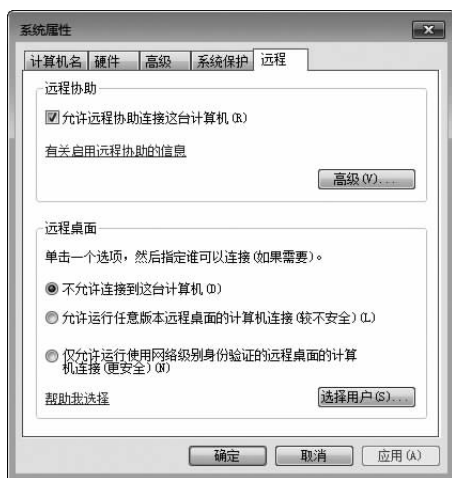 系统属性
计算机名 硬件 高级 系统保护 远程
远程协助
允许远程协助连接这台计算机(R)
有关启用远程协助的信息
高级(V)...
远程桌面
单击一个选项，然后指定谁可以连接(如果需要)。
不允许连接到这台计算机(D)
允许运行任意版本远程桌面的计算机连接(较不安全)(L)
仅允许运行使用网络级别身份验证的远程桌面的计算
机连接(更安全)(N)
帮助我选择
选择用户(S)...
确定 取消 应用(A)